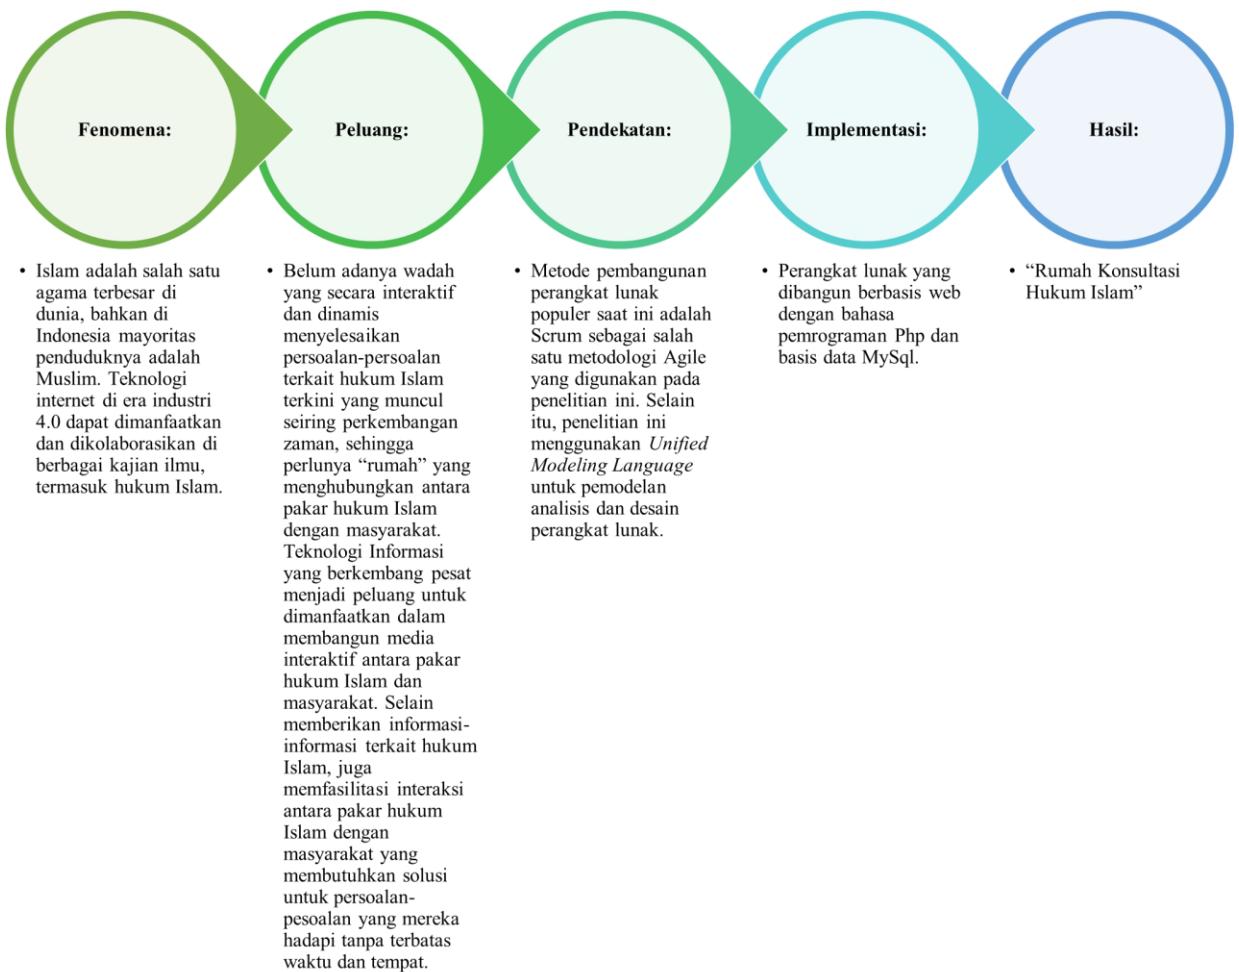 Fenomena:
Peluang:
Pendekatan:
Implementasi:
Hasil:
• Islam adalah salah satu
agama terbesar di
dunia, bahkan di
Indonesia mayoritas
penduduknya adalah
Muslim. Teknologi
internet di era industri
4.0 dapat dimanfaatkan
dan dikolaborasikan di
berbagai kajian ilmu,
termasuk hukum Islam.
• Belum adanya wadah
yang secara interaktif
dan dinamis
menyelesaikan
persoalan-persoalan
terkait hukum Islam
terkini yang muncul
seiring perkembangan
zaman, sehingga
perlunya “rumah” yang
menghubungkan antara
pakar hukum Islam
dengan masyarakat.
Teknologi Informasi
yang berkembang pesat
menjadi peluang untuk
dimanfaatkan dalam
membangun media
interaktif antara pakar
hukum Islam dan
masyarakat. Selain
memberikan informasi-
informasi terkait hukum
Islam, juga
memfasilitasi interaksi
antara pakar hukum
Islam dengan
masyarakat yang
membutuhkan solusi
untuk persoalan-
pesoalan yang mereka
hadapi tanpa terbatas
waktu dan tempat.
• Metode pembangunan
perangkat lunak
populer saat ini adalah
Scrum sebagai salah
satu metodologi Agile
yang digunakan pada
penelitian ini. Selain
itu, penelitian ini
menggunakan Unified
Modeling Language
untuk pemodelan
analisis dan desain
perangkat lunak.
• Perangkat lunak yang
dibangun berbasis web
dengan bahasa
pemrograman Php dan
basis data MySql.
• “Rumah Konsultasi
Hukum Islam”